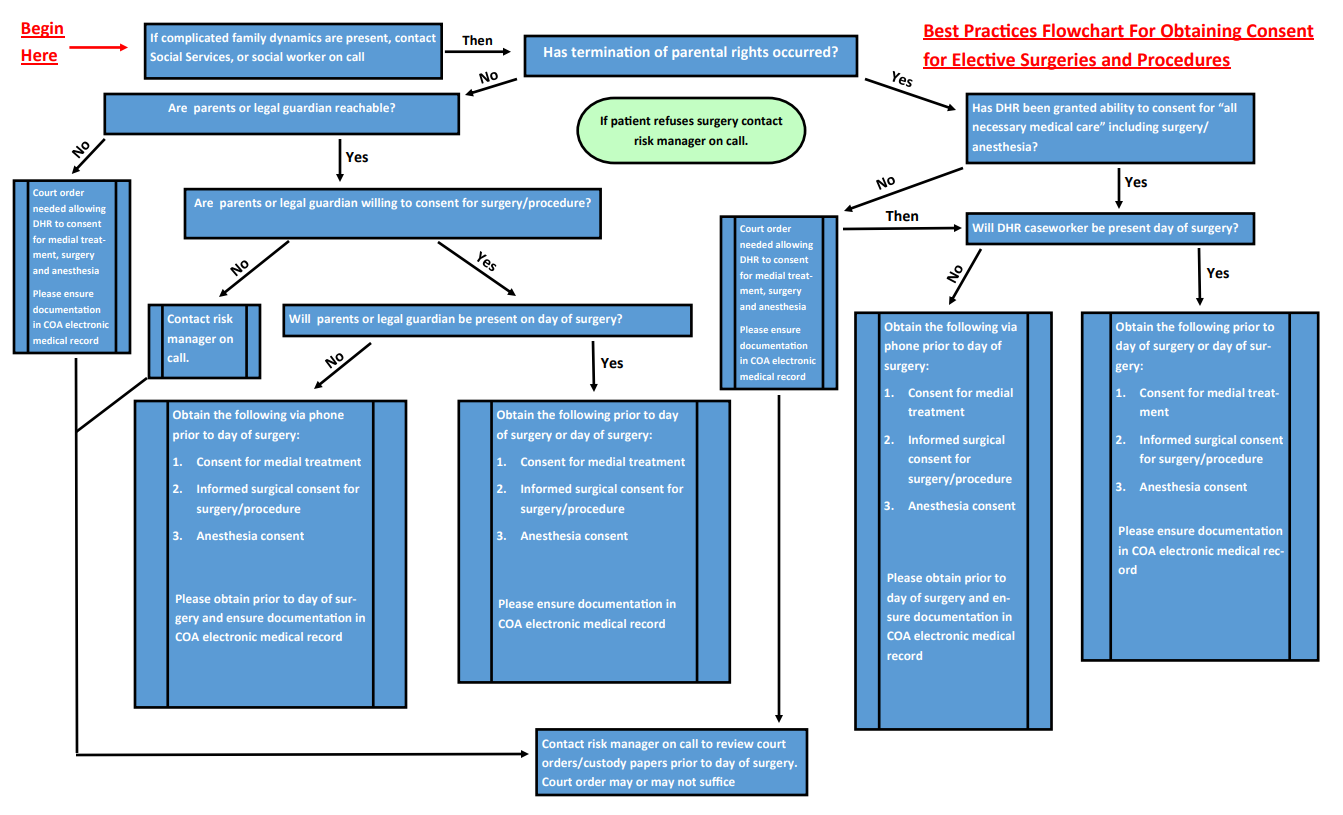 Begin
Here
If complicated family dynamics are present, contact
Social Services, or social worker on call
Then
Has termination of parental rights occurred?
Best Practices Flowchart For Obtaining Consent
for Elective Surgeries and Procedures
No
Yes
Are parents or legal guardian reachable?
If patient refuses surgery contact
risk manager on call.
Has DHR been granted ability to consent for “all
necessary medical care” including surgery/
anesthesia?
No
Yes
No
Yes
Court order
needed allowing
DHR to consent
for medial treat-
ment, surgery
and anesthesia
Please ensure
documentation
in COA electronic
medical record
Are parents or legal guardian willing to consent for surgery/procedure?
Court order
needed allowing
DHR to consent
for medial treat-
ment, surgery
and anesthesia
Please ensure
documentation
in COA electronic
medical record
Then
Will DHR caseworker be present day of surgery?
No
Yes
No
Yes
Contact risk
manager on
call.
Will parents or legal guardian be present on day of surgery?
No
Yes
Obtain the following via
phone prior to day of
surgery:
1. Consent for medial
treatment
2. Informed surgical
consent for
surgery/procedure
3. Anesthesia consent
Please obtain prior to
day of surgery and en-
sure documentation in
COA electronic medical
record
Obtain the following prior to
day of surgery or day of sur-
gery:
1. Consent for medial treat-
ment
2. Informed surgical consent
for surgery/procedure
3. Anesthesia consent
Please ensure documentation
in COA electronic medical rec-
ord
Obtain the following via phone
prior to day of surgery:
1. Consent for medial treatment
2. Informed surgical consent for
surgery/procedure
3. Anesthesia consent
Please obtain prior to day of sur-
gery and ensure documentation in
COA electronic medical record
Obtain the following prior to day
of surgery or day of surgery:
1. Consent for medial treatment
2. Informed surgical consent for
surgery/procedure
3. Anesthesia consent
Please ensure documentation in
COA electronic medical record
Contact risk manager on call to review court
orders/custody papers prior to day of surgery.
Court order may or may not suffice